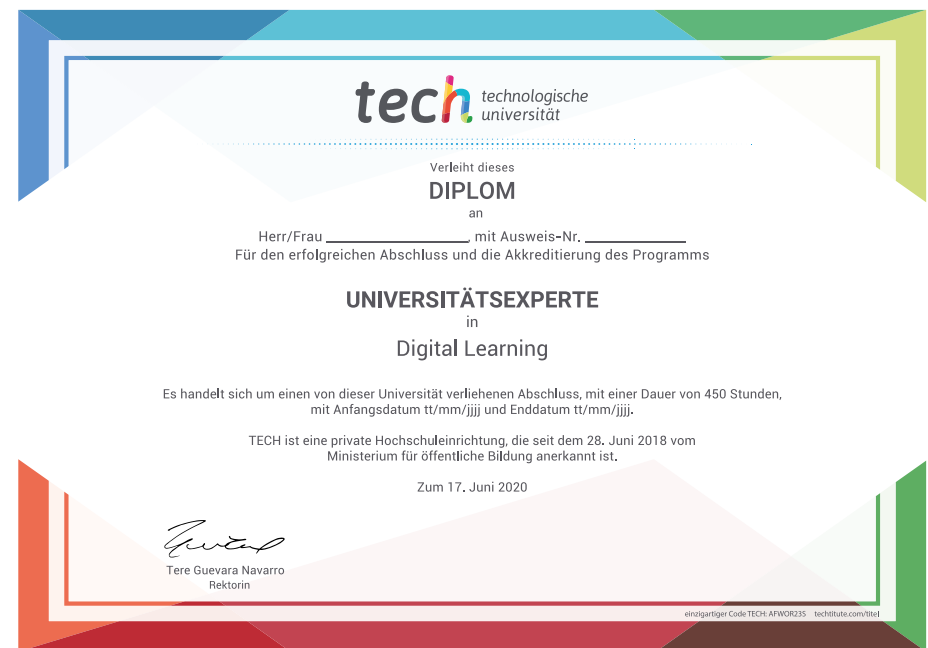 tech technologische
universität
Verleiht dieses
DIPLOM
an
Herr/Frau ____________, mit Ausweis-Nr. ____________
Für den erfolgreichen Abschluss und die Akkreditierung des Programms
UNIVERSITÄTSEXPERTE
in
Digital Learning
Es handelt sich um einen von dieser Universität verliehenen Abschluss, mit einer Dauer von 450 Stunden,
mit Anfangsdatum tt/mm/jjjj und Enddatum tt/mm/jjjj.
TECH ist eine private Hochschuleinrichtung, die seit dem 28. Juni 2018 vom
Ministerium für öffentliche Bildung anerkannt ist.
Zum 17. Juni 2020
Tere Guevara Navarro
Rektorin
einzigartiger Code TECH: AFWOR235 techtitute.com/titel